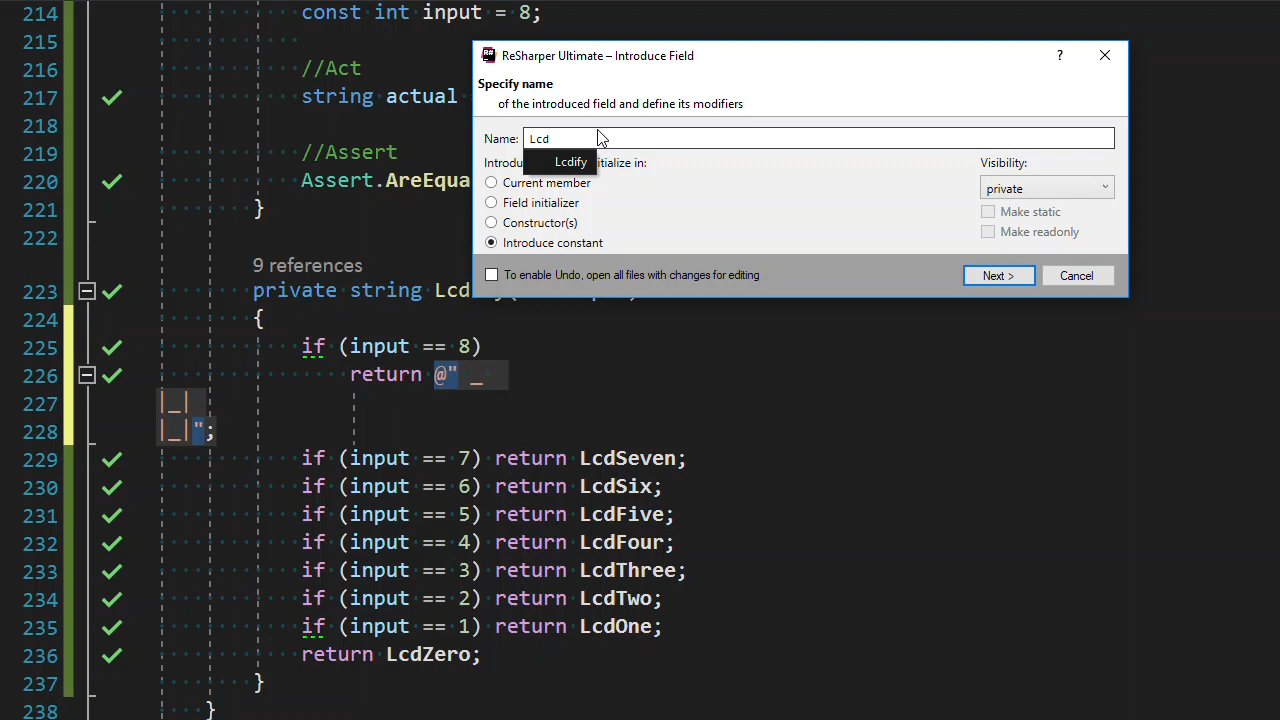 214 const int input = 8;
215
216 //Act
217 string actual
218
219 //Assert
220 Assert.AreEqua
221 }
222
9 references
223 private string Lcd
224 {
225 if (input == 8)
226 return @" _
227 |_|
228 |_|";
229 if (input == 7) return LcdSeven;
230 if (input == 6) return LcdSix;
231 if (input == 5) return LcdFive;
232 if (input == 4) return LcdFour;
233 if (input == 3) return LcdThree;
234 if (input == 2) return LcdTwo;
235 if (input == 1) return LcdOne;
236 return LcdZero;
237 }
238 }
R# ReSharper Ultimate – Introduce Field ?
Specify name
of the introduced field and define its modifiers
Name: Lcd
Lcdify
Introdu itialize in:
Current member
Field initializer
Constructor(s)
Introduce constant
Visibility:
private
Make static
Make readonly
To enable Undo, open all files with changes for editing
Next >
Cancel